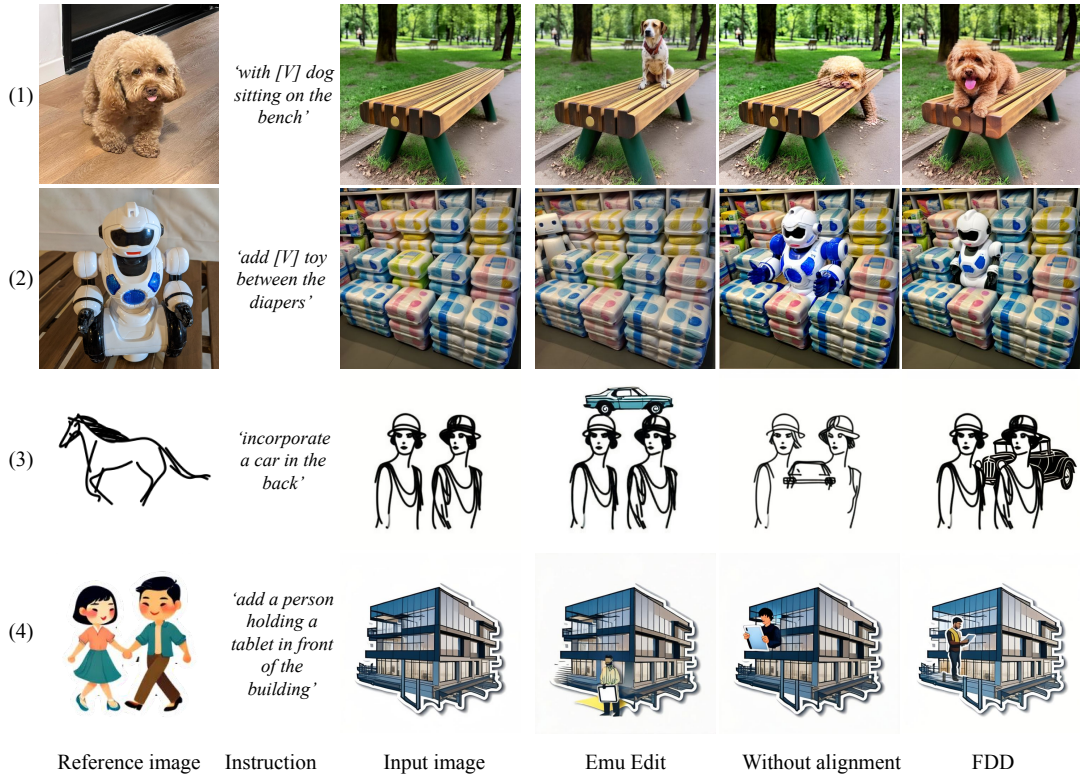 (1)
‘with [V] dog
sitting on the
bench’
(2)
‘add [V] toy
between the
diapers’
(3)
‘incorporate
a car in the
back’
(4)
‘add a person
holding a
tablet in front
of the
building’
Reference image Instruction Input image Emu Edit Without alignment FDD